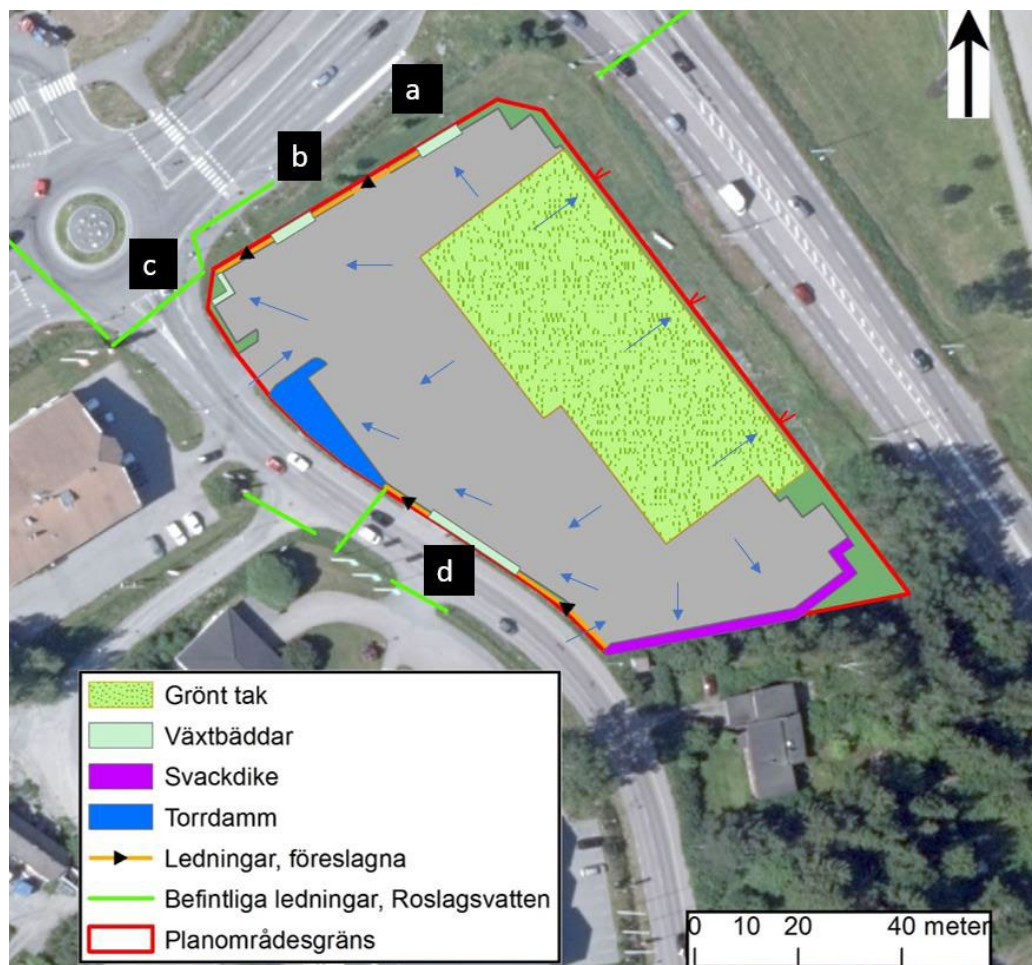 a
b
c
d
Grönt tak
Växtbäddar
Svackdike
Torrdamm
Ledningar, föreslagna
Befintliga ledningar, Roslagsvatten
Planområdesgräns
0 10 20 40 meter